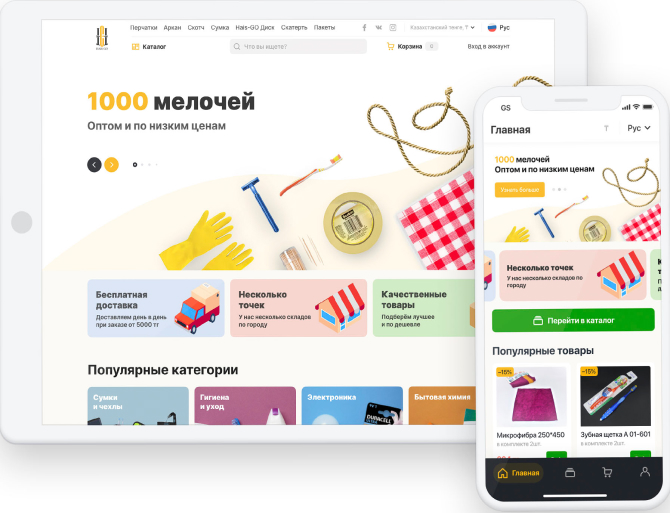 Перчатки Аркан Скотч Сумка Hais-GO Диск Скатерть Пакеты
Казахстанский тенге, ₸
Рус
Каталог
Что вы ищете?
Корзина 0
Вход в аккаунт
1000 мелочей
Оптом и по низким ценам
Бесплатная
доставка
Доставляем день в день
при заказе от 5000 тг
Несколько
точек
У нас несколько складов
по городу
Качественные
товары
Подберём лучшее
и по дешевле
Популярные категории
Сумки
и чехлы
Гигиена
и уход
Электроника
DURACELL
Бытовая химия
GS
Главная
₸
Рус
1000 мелочей
Оптом и по низким ценам
Узнать больше
Несколько точек
У нас несколько складов по
городу
Перейти в каталог
Популярные товары
-15%
-15%
Микрофибра 250*450
в комплекте 2шт.
Зубная щетка A 01-601
в комплекте 2шт.
Главная